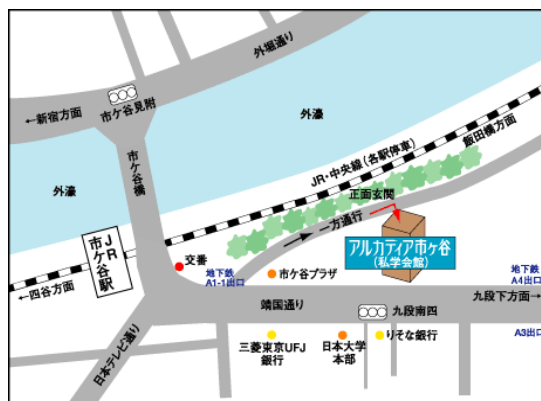 外堀通り
市ケ谷見附
←新宿方面
外濠
飯田橋方面
市ケ谷橋
JR・中央線(各駅停車)
外濠
正面玄関
一方通行
アルカディア市ヶ谷
(私学会館)
JR
市ケ谷駅
交番
地下鉄
A1-1出口
市ケ谷プラザ
地下鉄
A4出口
←四谷方面
靖国通り
九段南四
九段下方面→
日本テレビ通り
三菱東京UFJ
銀行
日本大学
本部
りそな銀行
A3出口